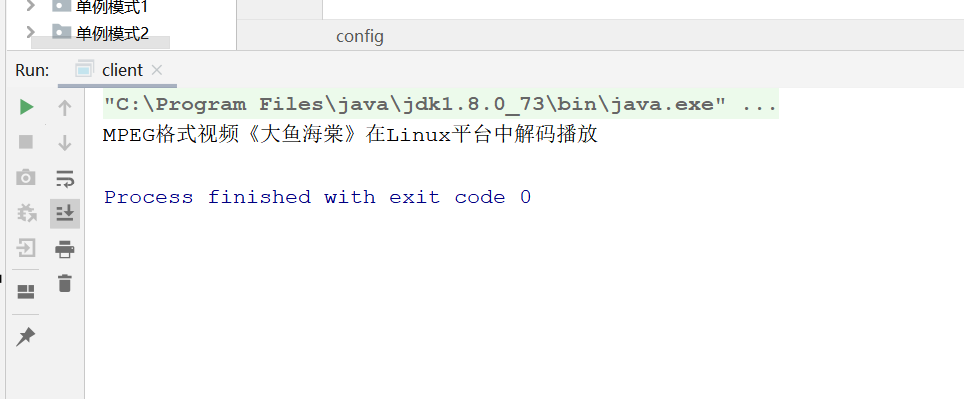 单例模式1
单例模式2
config
Run: client
"C:\Program Files\java\jdk1.8.0_73\bin\java.exe" ...
MPEG格式视频《大鱼海棠》在Linux平台中解码播放
Process finished with exit code 0